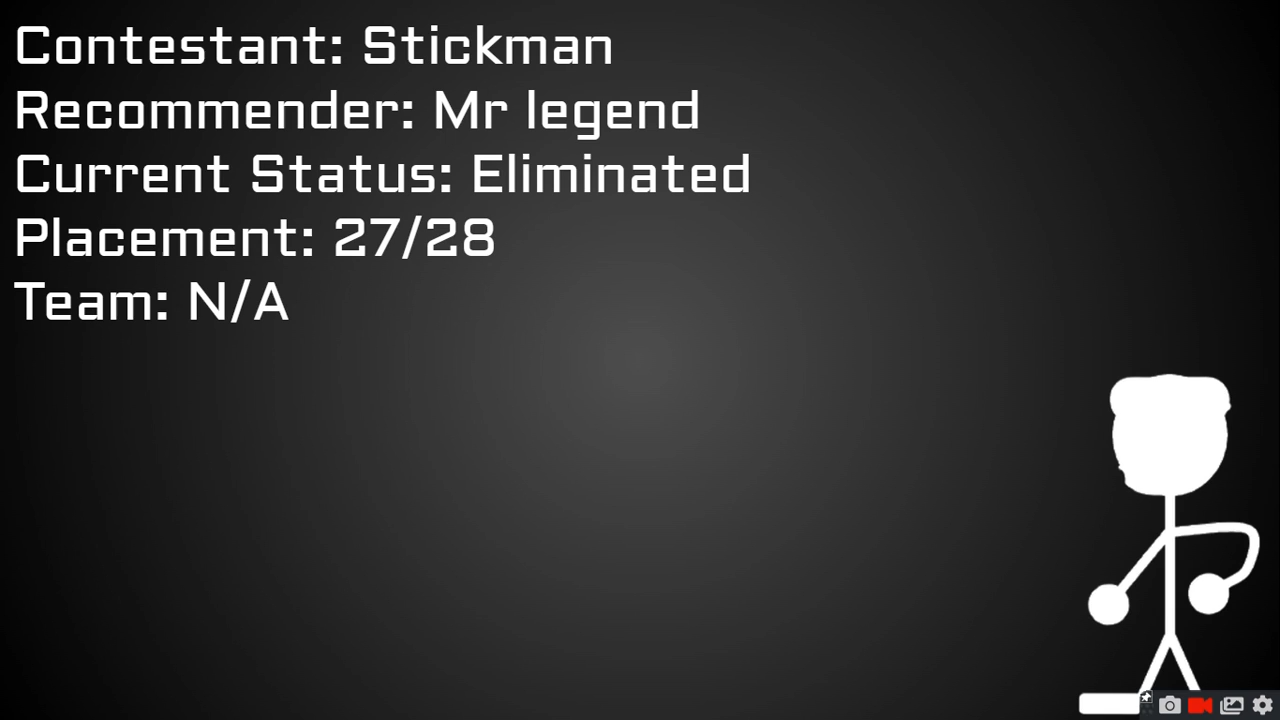 Contestant: Stickman
Recommender: Mr legend
Current Status: Eliminated
Placement: 27/28
Team: N/A